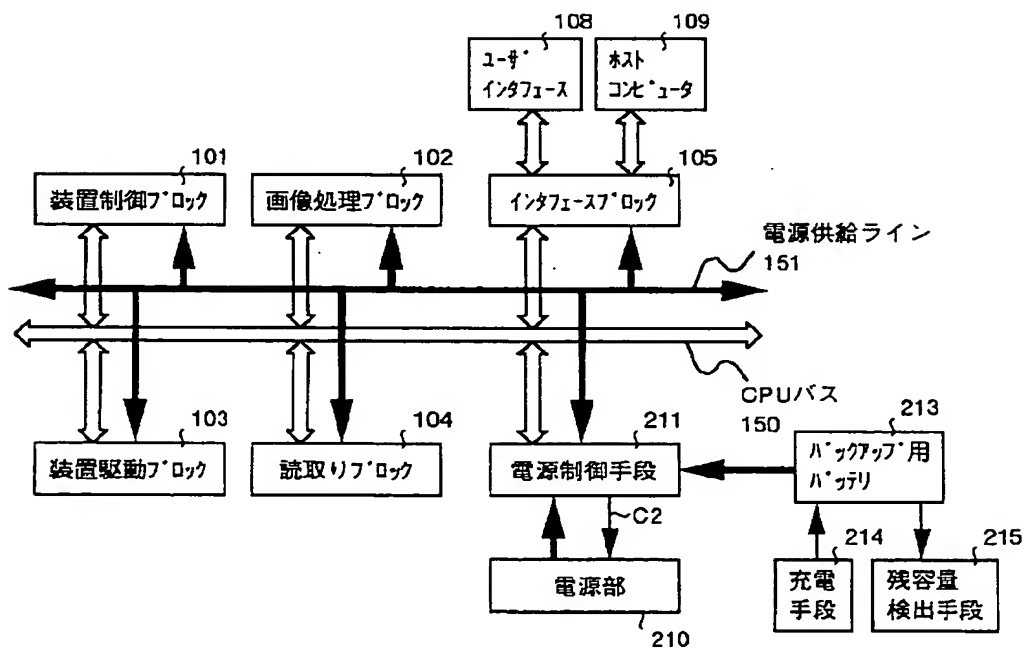 108
ユーザ
インタフェース
109
ホスト
コンピュータ
101
装置制御ブロック
102
画像処理ブロック
105
インタフェースブロック
電源供給ライン
151
CPUバス
150
103
装置駆動ブロック
104
読取りブロック
211
電源制御手段
213
バックアップ用
バッテリ
C2
電源部
210
214
充電
手段
215
残容量
検出手段